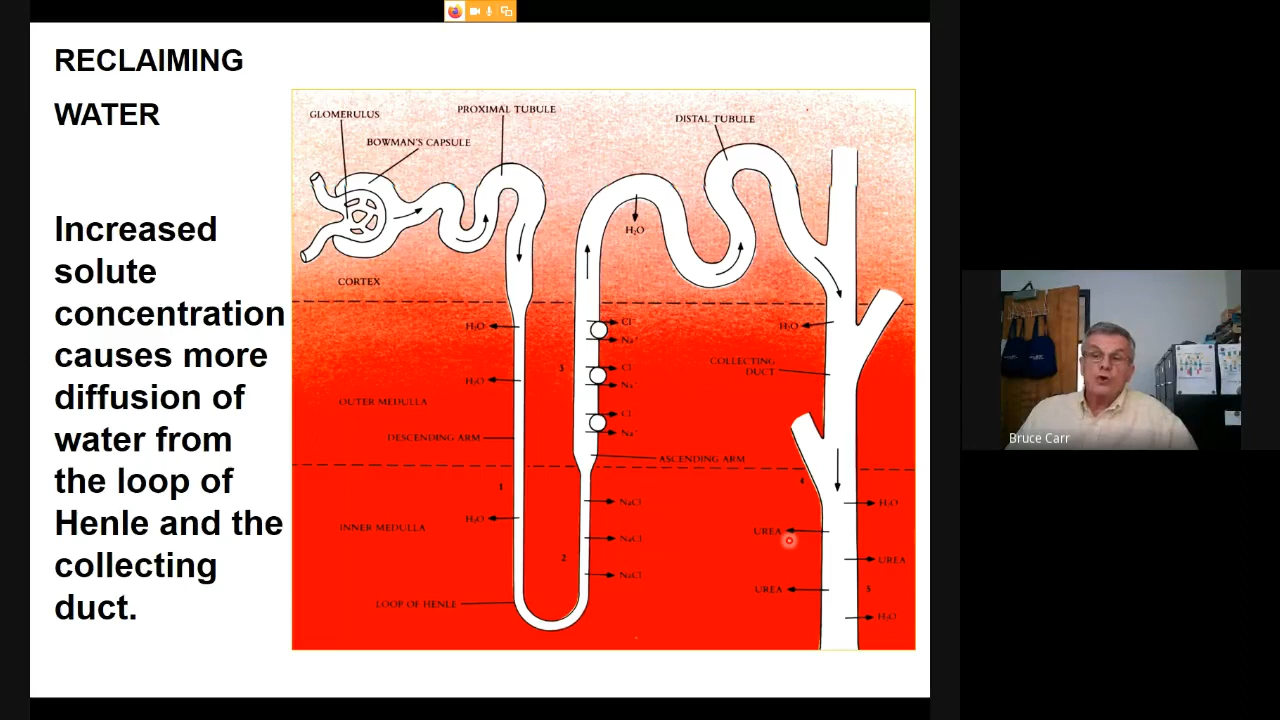 RECLAIMING
WATER
Increased
solute
concentration
causes more
diffusion of
water from
the loop of
Henle and the
collecting
duct.
GLOMERULUS
BOWMAN'S CAPSULE
PROXIMAL TUBULE
DISTAL TUBULE
H₂O
CORTEX
H₂O
Cl⁻
Na⁺
H₂O
H₂O
3
Cl
Na⁺
COLLECTING
DUCT
OUTER MEDULLA
Cl
Na⁺
DESCENDING ARM
ASCENDING ARM
1
4
INNER MEDULLA
H₂O
NaCl
H₂O
UREA
2
NaCl
UREA
NaCl
UREA
5
LOOP OF HENLE
H₂O
Bruce Carr